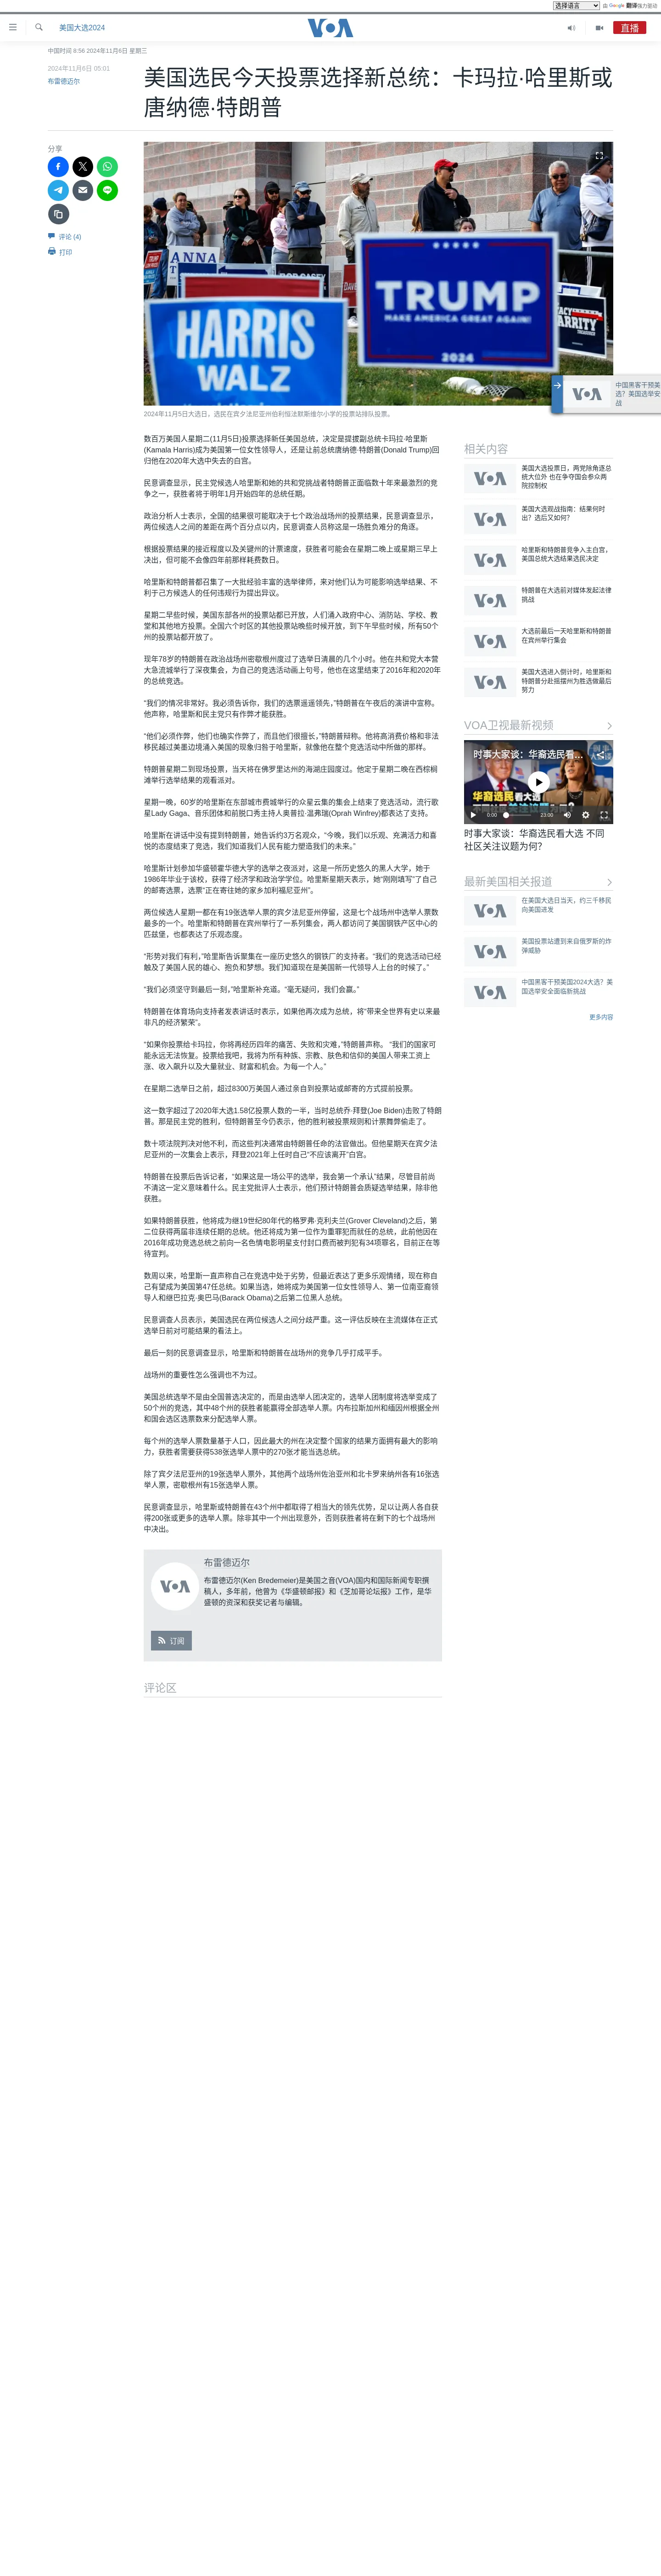 选择语言
由 Google 翻译强力驱动
美国大选2024
VOA
直播
中国时间 8:56 2024年11月6日 星期三
2024年11月6日 05:01
布雷德迈尔
美国选民今天投票选择新总统：卡玛拉·哈里斯或
唐纳德·特朗普
分享
评论 (4)
打印
ANNA
BOB CASEY
HARRIS
WALZ
TRUMP
MAKE AMERICA GREAT AGAIN!
2024
2024年11月5日大选日，选民在宾夕法尼亚州伯利恒法默斯维尔小学的投票站排队投票。
VOA
中国黑客干预美
选？美国选举安
战
数百万美国人星期二(11月5日)投票选择新任美国总统，决定是提拔副总统卡玛拉·哈里斯
(Kamala Harris)成为美国第一位女性领导人，还是让前总统唐纳德·特朗普(Donald Trump)回
归他在2020年大选中失去的白宫。
民意调查显示，民主党候选人哈里斯和她的共和党挑战者特朗普正面临数十年来最激烈的竞
争之一，获胜者将于明年1月开始四年的总统任期。
政治分析人士表示，全国的结果很可能取决于七个政治战场州的投票结果，民意调查显示，
两位候选人之间的差距在两个百分点以内，民意调查人员称这是一场胜负难分的角逐。
根据投票结果的接近程度以及关键州的计票速度，获胜者可能会在星期二晚上或星期三早上
决出，但可能不会像四年前那样耗费数日。
哈里斯和特朗普都召集了一大批经验丰富的选举律师，来对他们认为可能影响选举结果、不
利于己方候选人的任何违规行为提出异议。
星期二早些时候，美国东部各州的投票站都已开放，人们涌入政府中心、消防站、学校、教
堂和其他地方投票。全国六个时区的其他投票站晚些时候开放，到下午早些时候，所有50个
州的投票站都开放了。
现年78岁的特朗普在政治战场州密歇根州度过了选举日清晨的几个小时。他在共和党大本营
大急流城举行了深夜集会，为自己的竞选活动画上句号，他也在这里结束了2016年和2020年
的总统竞选。
“我们的情况非常好。我必须告诉你，我们的选票遥遥领先，”特朗普在午夜后的演讲中宣称。
他声称，哈里斯和民主党只有作弊才能获胜。
“他们必须作弊，他们也确实作弊了，而且他们很擅长，”特朗普辩称。他将高消费价格和非法
移民越过美墨边境涌入美国的现象归咎于哈里斯，就像他在整个竞选活动中所做的那样。
特朗普星期二到现场投票，当天将在佛罗里达州的海湖庄园度过。他定于星期二晚在西棕榈
滩举行选举结果的观看派对。
星期一晚，60岁的哈里斯在东部城市费城举行的众星云集的集会上结束了竞选活动，流行歌
星Lady Gaga、音乐团体和前脱口秀主持人奥普拉·温弗瑞(Oprah Winfrey)都表达了支持。
哈里斯在讲话中没有提到特朗普，她告诉约3万名观众，“今晚，我们以乐观、充满活力和喜
悦的态度结束了竞选，我们知道我们人民有能力塑造我们的未来。”
哈里斯计划参加华盛顿霍华德大学的选举之夜派对，这是一所历史悠久的黑人大学，她于
1986年毕业于该校，获得了经济学和政治学学位。哈里斯星期天表示，她“刚刚填写”了自己
的邮寄选票，选票“正在寄往她的家乡加利福尼亚州”。
两位候选人星期一都在有19张选举人票的宾夕法尼亚州停留，这是七个战场州中选举人票数
最多的一个。哈里斯和特朗普在宾州举行了一系列集会，两人都访问了美国钢铁产区中心的
匹兹堡，也都表达了乐观态度。
“形势对我们有利，”哈里斯告诉聚集在一座历史悠久的钢铁厂的支持者。“我们的竞选活动已经
触及了美国人民的雄心、抱负和梦想。我们知道现在是美国新一代领导人上台的时候了。”
“我们必须坚守到最后一刻，”哈里斯补充道。“毫无疑问，我们会赢。”
特朗普在体育场向支持者发表讲话时表示，如果他再次成为总统，将“带来全世界有史以来最
非凡的经济繁荣”。
“如果你投票给卡玛拉，你将再经历四年的痛苦、失败和灾难，”特朗普声称。 “我们的国家可
能永远无法恢复。投票给我吧，我将为所有种族、宗教、肤色和信仰的美国人带来工资上
涨、收入飙升以及大量就业、财富和机会。为每一个人。”
在星期二选举日之前，超过8300万美国人通过亲自到投票站或邮寄的方式提前投票。
这一数字超过了2020年大选1.58亿投票人数的一半，当时总统乔·拜登(Joe Biden)击败了特朗
普。那是民主党的胜利，但特朗普至今仍表示，他的胜利被投票规则和计票舞弊偷走了。
数十项法院判决对他不利，而这些判决通常由特朗普任命的法官做出。但他星期天在宾夕法
尼亚州的一次集会上表示，拜登2021年上任时自己“不应该离开”白宫。
特朗普在投票后告诉记者，“如果这是一场公平的选举，我会第一个承认”结果，尽管目前尚
不清这一定义意味着什么。民主党批评人士表示，他们预计特朗普会质疑选举结果，除非他
获胜。
如果特朗普获胜，他将成为继19世纪80年代的格罗弗·克利夫兰(Grover Cleveland)之后，第
二位获得两届非连续任期的总统。他还将成为第一位作为重罪犯而就任的总统，此前他因在
2016年成功竞选总统之前向一名色情电影明星支付封口费而被判犯有34项罪名，目前正在等
待宣判。
数周以来，哈里斯一直声称自己在竞选中处于劣势，但最近表达了更多乐观情绪，现在称自
己有望成为美国第47任总统。如果当选，她将成为美国第一位女性领导人、第一位南亚裔领
导人和继巴拉克·奥巴马(Barack Obama)之后第二位黑人总统。
民意调查人员表示，美国选民在两位候选人之间分歧严重。这一评估反映在主流媒体在正式
选举日前对可能结果的看法上。
最后一刻的民意调查显示，哈里斯和特朗普在战场州的竞争几乎打成平手。
战场州的重要性怎么强调也不为过。
美国总统选举不是由全国普选决定的，而是由选举人团决定的，选举人团制度将选举变成了
50个州的竞选，其中48个州的获胜者能赢得全部选举人票。内布拉斯加州和缅因州根据全州
和国会选区选票数来分配选举人票。
每个州的选举人票数量基于人口，因此最大的州在决定整个国家的结果方面拥有最大的影响
力，获胜者需要获得538张选举人票中的270张才能当选总统。
除了宾夕法尼亚州的19张选举人票外，其他两个战场州佐治亚州和北卡罗来纳州各有16张选
举人票，密歇根州有15张选举人票。
民意调查显示，哈里斯或特朗普在43个州中都取得了相当大的领先优势，足以让两人各自获
得200张或更多的选举人票。除非其中一个州出现意外，否则获胜者将在剩下的七个战场州
中决出。
VOA
布雷德迈尔
布雷德迈尔(Ken Bredemeier)是美国之音(VOA)国内和国际新闻专职撰
稿人，多年前，他曾为《华盛顿邮报》和《芝加哥论坛报》工作，是华
盛顿的资深和获奖记者与编辑。
订阅
评论区
相关内容
美国大选投票日，两党除角逐总
统大位外 也在争夺国会参众两
院控制权
美国大选观战指南：结果何时
出？选后又如何？
哈里斯和特朗普竞争入主白宫，
美国总统大选结果选民决定
特朗普在大选前对媒体发起法律
挑战
大选前最后一天哈里斯和特朗普
在宾州举行集会
美国大选进入倒计时，哈里斯和
特朗普分赴摇摆州为胜选做最后
努力
VOA卫视最新视频
时事大家谈：华裔选民看…
华裔选民看大选
0:00
23:00
时事大家谈：华裔选民看大选 不同
社区关注议题为何？
最新美国相关报道
在美国大选日当天，约三千移民
向美国进发
美国投票站遭到来自俄罗斯的炸
弹威胁
中国黑客干预美国2024大选？美
国选举安全面临新挑战
更多内容